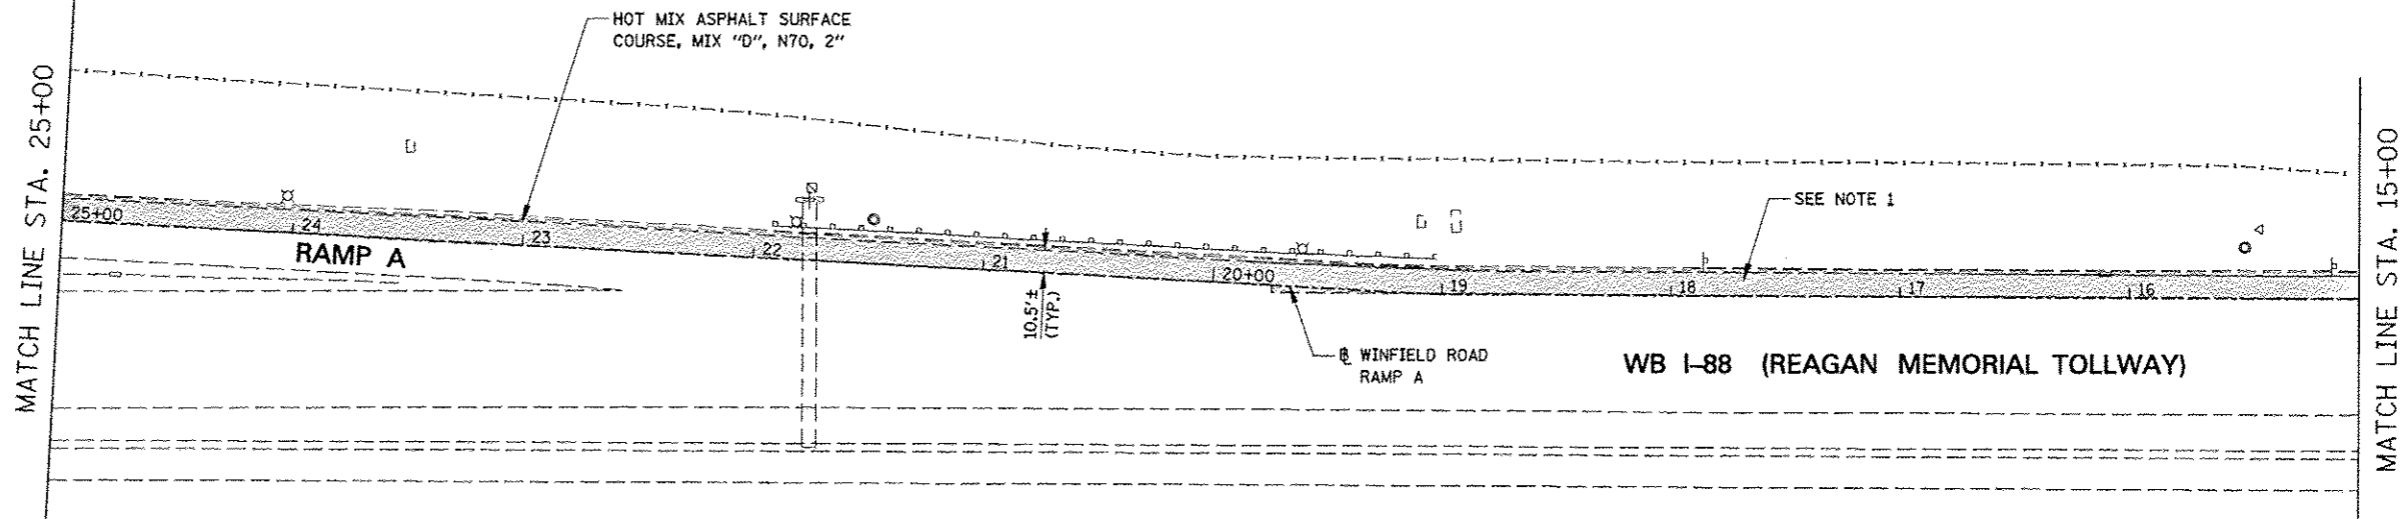 HOT MIX ASPHALT SURFACE
COURSE, MIX "D", N70, 2"
MATCH LINE STA. 25+00
MATCH LINE STA. 15+00
SEE NOTE 1
25+00
24
23
22
21
20+00
19
18
17
16
RAMP A
10.5'±
(TYP.)
℄ WINFIELD ROAD
RAMP A
WB I-88 (REAGAN MEMORIAL TOLLWAY)